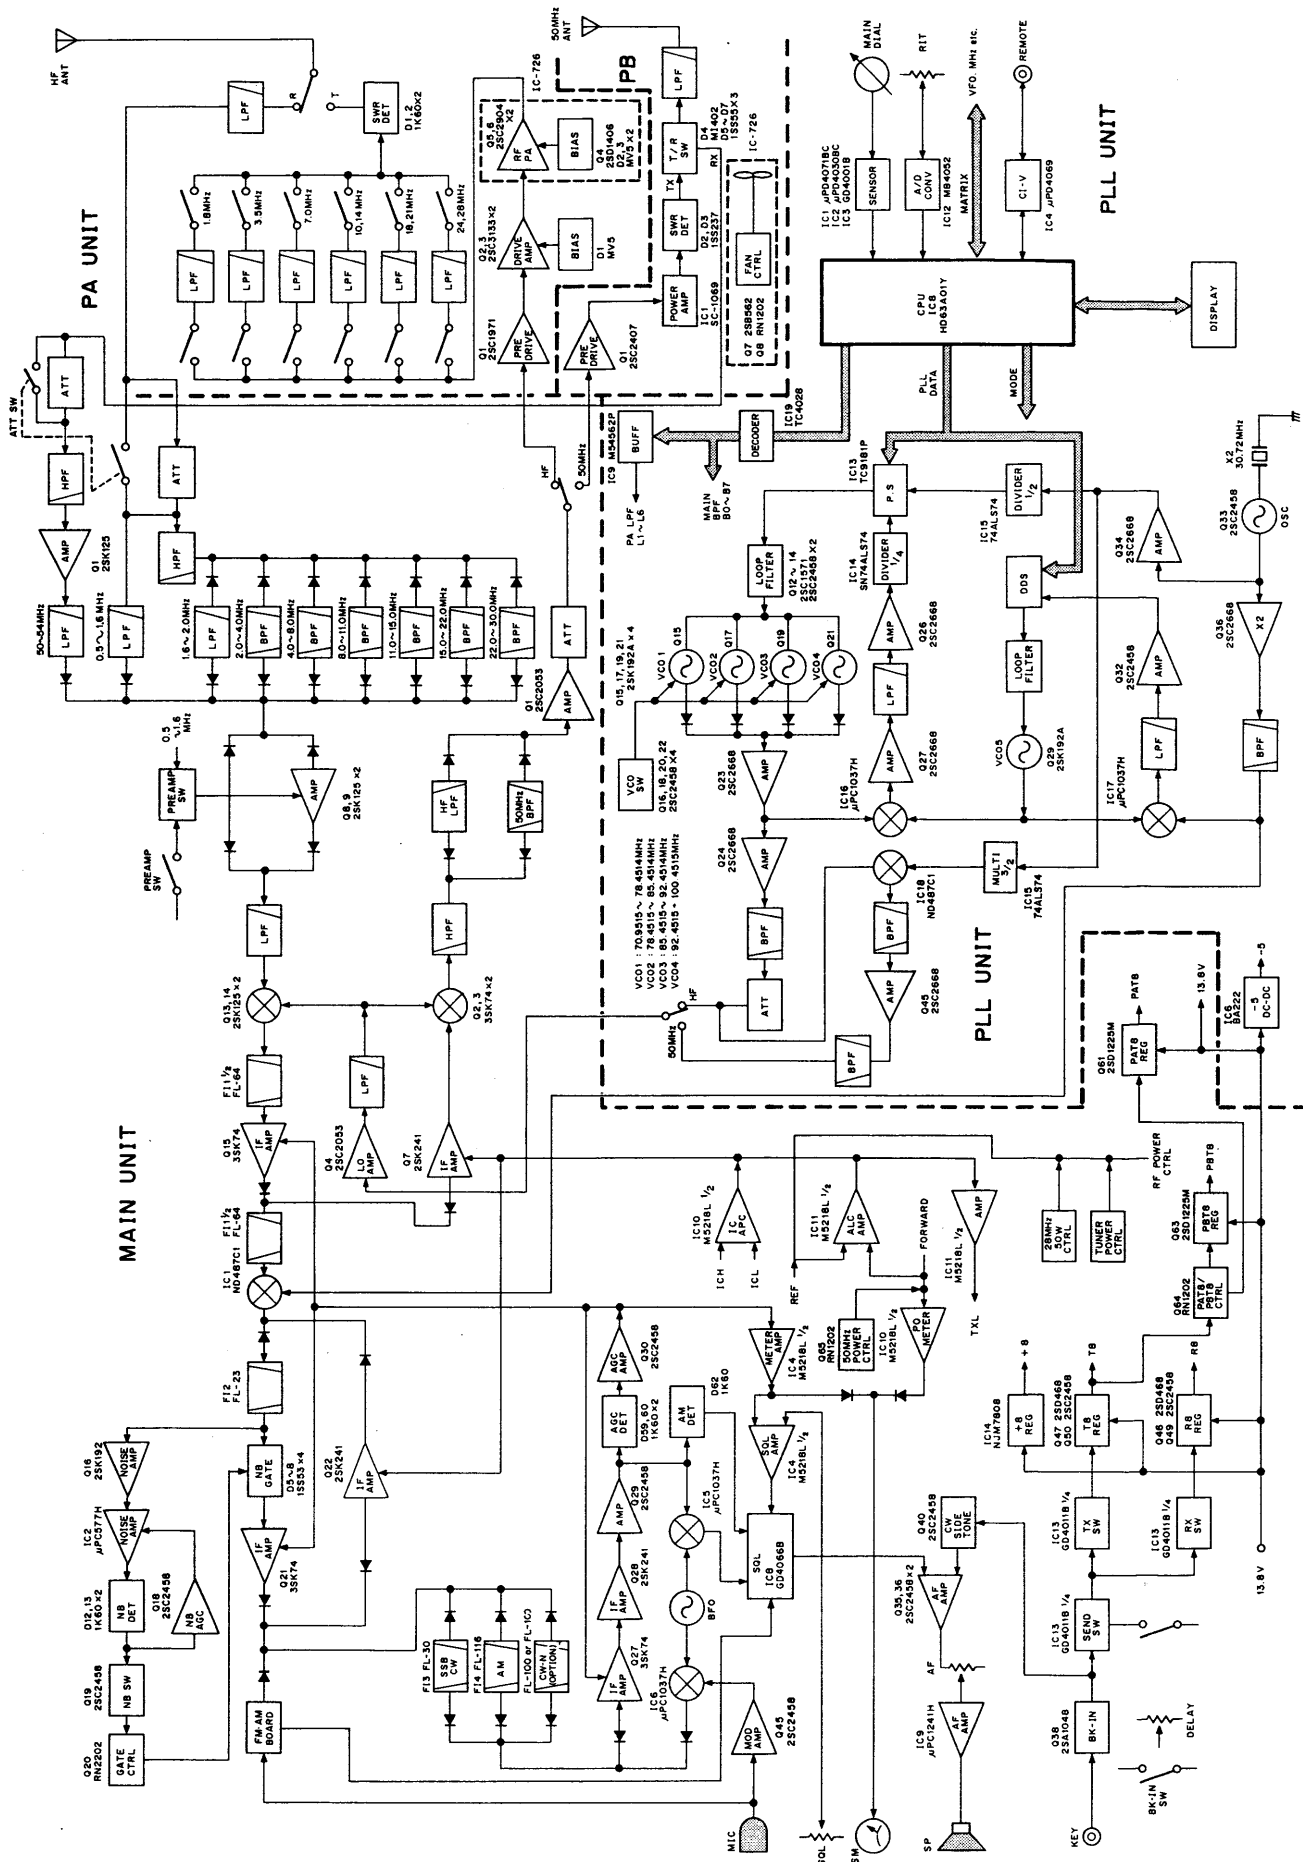 MAIN UNIT
PA UNIT
PB
PLL UNIT
PLL UNIT
HF
ANT
LPF
R
T
SWR
DET
D1,2
1K60×2
LPF
1.8MHz
LPF
3.5MHz
LPF
7.0MHz
LPF
10,14MHz
LPF
18,21MHz
LPF
24,28MHz
LPF
IC-726
Q5,6
2SC2904
×2
RF
PA
BIAS
Q4
2SD1406
D2,3
MV5×2
Q2,3
2SC3133×2
DRIVE
AMP
BIAS
D1
MV5
Q1
2SC1971
PRE
DRIVE
50MHz
ANT
LPF
T/R
SW
D4
MI402
D5~D7
1SS55×3
TX
RX
SWR
DET
D2,D3
1SS237
POWER
AMP
IC1
SC-1069
PRE
DRIVE
Q1
2SC2407
IC-726
FAN
CTRL
Q7 2SB562
Q8 RN1202
ATT SW
ATT
HPF
AMP
Q1
2SK125
50~54MHz
LPF
ATT
HPF
0.5~1.6MHz
LPF
1.6~2.0MHz
LPF
2.0~4.0MHz
BPF
4.0~8.0MHz
BPF
8.0~11.0MHz
BPF
11.0~15.0MHz
BPF
15.0~22.0MHz
BPF
22.0~30.0MHz
BPF
HF
50MHz
ATT
AMP
Q1
2SC2053
0.5
~1.6
MHz
PREAMP
SW
PREAMP
SW
AMP
Q8,9
2SK125×2
HF
LPF
50MHz
BPF
LPF
HPF
Q13,14
2SK125×2
Q2,3
3SK74×2
FI1 1/2
FL-64
LPF
Q15
3SK74
IF
AMP
Q4
2SC2053
LO
AMP
Q7
2SK241
IF
AMP
FI1 1/2
FL-64
IC1
ND487C1
FI2
FL-23
Q16
2SK192
NOISE
AMP
NB
GATE
D5~8
1SS53×4
Q22
2SK241
IF
AMP
IC2
μPC577H
NOISE
AMP
IF
AMP
Q21
3SK74
Q12,13
1K60×2
NB
DET
Q18
2SC2458
NB
AGC
Q19
2SC2458
NB SW
Q20
RN2202
GATE
CTRL
FM·AM
BOARD
FI3 FL-30
SSB
CW
FI4 FL-116
AM
FL-100 or FL-10
CW-N
(OPTION)
AGC
AMP
Q30
2SC2458
AGC
DET
D59,60
1K60×2
AM
DET
D62
1K60
AMP
Q29
2SC2458
IF
AMP
Q28
2SK241
IF
AMP
Q27
3SK74
IC5
μPC1037H
BFO
IC6
μPC1037H
MOD
AMP
Q45
2SC2458
MIC
METER
AMP
IC4
M5218L 1/2
SQL
AMP
IC4
M5218L 1/2
SQL
IC8
GD4066B
SQL
SM
SP
IC10
M5218L 1/2
IC
APC
ICH
ICL
IC11
M5218L 1/2
ALC
AMP
REF
FORWARD
Q65
RN1202
50MHz
POWER
CTRL
IC10
M5218L 1/2
PO
METER
AMP
IC11
M5218L 1/2
TXL
28MHz
50W
CTRL
TUNER
POWER
CTRL
RF POWER
CTRL
Q35,36
2SC2458×2
AF
AMP
Q40
2SC2458
CW
SIDE
TONE
AF
IC9
μPC1241H
AF
AMP
KEY
Q38
2SA1048
BK-IN
BK-IN
SW
DELAY
IC13
GD4011B 1/4
SEND
SW
IC13
GD4011B 1/4
TX
SW
IC13
GD4011B 1/4
RX
SW
IC14
NJM7808
+8
REG
+8
Q47 2SD468
Q50 2SC2458
T8
REG
T8
Q46 2SD468
Q49 2SC2458
R8
REG
R8
13.8V
Q64
RN1202
PAT8/
PBT8
CTRL
Q63
2SD1225M
PBT8
REG
PBT8
Q61
2SD1225M
PAT8
REG
PAT8
13.8V
IC6
BA222
-5
DC-DC
-5
VCO1 : 70.9515~ 78.4514MHz
VCO2 : 78.4515~ 85.4514MHz
VCO3 : 85.4515~ 92.4514MHz
VCO4 : 92.4515~100.4515MHz
HF
50MHz
ATT
BPF
AMP
Q24
2SC2668
AMP
Q23
2SC2668
VCO
SW
Q16,18,20,22
2SC2458×4
Q15,17,19,21
2SK192A×4
VCO1
Q15
VCO2
Q17
VCO3
Q19
VCO4
Q21
LOOP
FILTER
Q12~14
2SC1571
2SC2458×2
IC9 M54562P
BUFF
PA LPF
L1~L6
MAIN
BPF
B0~B7
DECODER
IC19
TC4028
IC13
TC9181P
P.S
IC14
SN74ALS74
DIVIDER
1/4
AMP
Q26
2SC2668
LPF
AMP
Q27
2SC2668
IC16
μPC1037H
IC15
74ALS74
DIVIDER
1/2
DDS
LOOP
FILTER
VCO5
Q29
2SK192A
AMP
Q34
2SC2668
AMP
Q32
2SC2458
LPF
IC17
μPC1037H
X2
30.72MHz
Q33
2SC2458
OSC
Q36
2SC2668
X2
BPF
MULTI
3/2
IC15
74ALS74
IC18
ND487C1
BPF
AMP
Q45
2SC2668
BPF
MAIN
DIAL
SENSOR
IC1 μPD4071BC
IC2 μPD4030BC
IC3 GD4001B
RIT
A/D
CONV
IC12 MB4052
VFO. MHz etc.
MATRIX
REMOTE
CI-V
IC4 μPD4069
CPU
IC8
HD63A01Y
PLL
DATA
MODE
DISPLAY